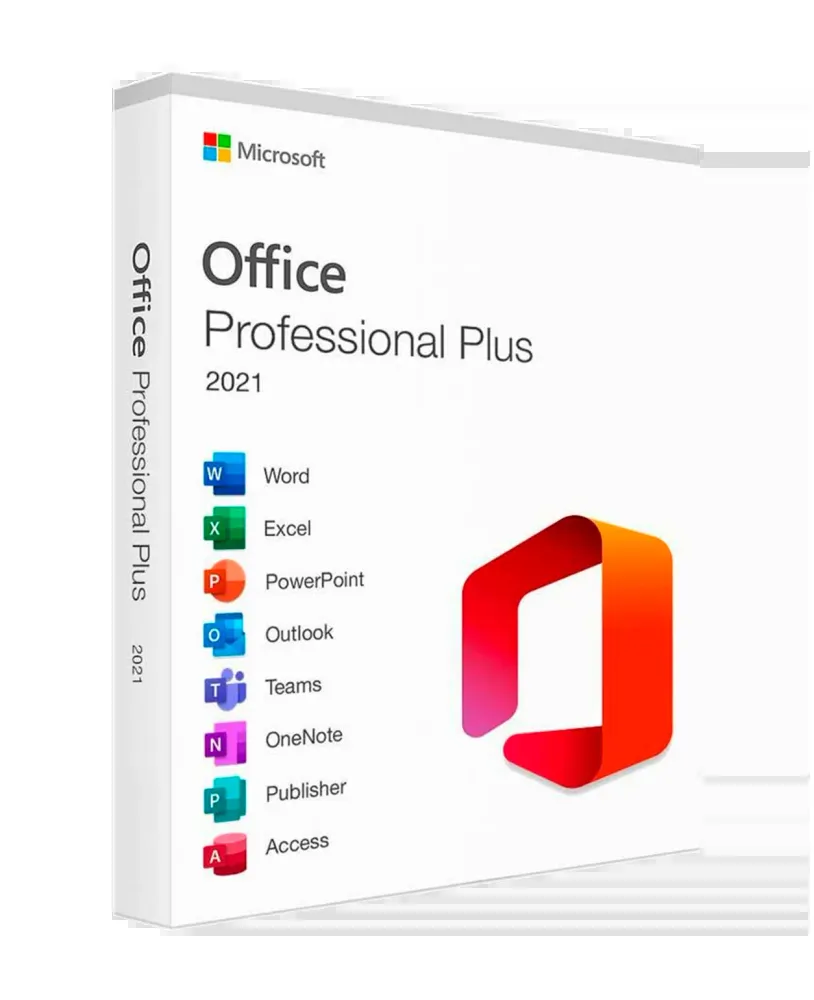 Microsoft
Office
Professional Plus
2021
W Word
X Excel
P PowerPoint
O Outlook
T Teams
N OneNote
P Publisher
A Access
Office Professional Plus 2021